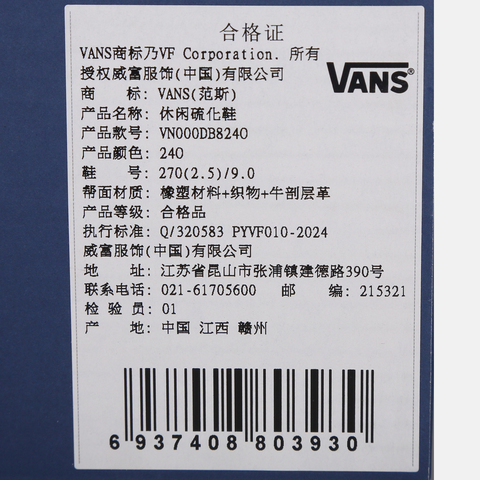 合格证
VANS商标乃VF Corporation. 所有
授权威富服饰(中国)有限公司
VANS®
商 标: VANS(范斯)
产品名称: 休闲硫化鞋
产品款号: VN000DB824O
产品颜色: 24O
鞋 号: 270(2.5)/9.0
帮面材质: 橡塑材料+织物+牛剖层革
产品等级: 合格品
执行标准: Q/320583 PYVF010-2024
威富服饰(中国)有限公司
地 址: 江苏省昆山市张浦镇建德路390号
联系电话: 021-61705600 邮 编: 215321
检 验 员: 01
产 地: 中国 江西 赣州
6 937408 803930